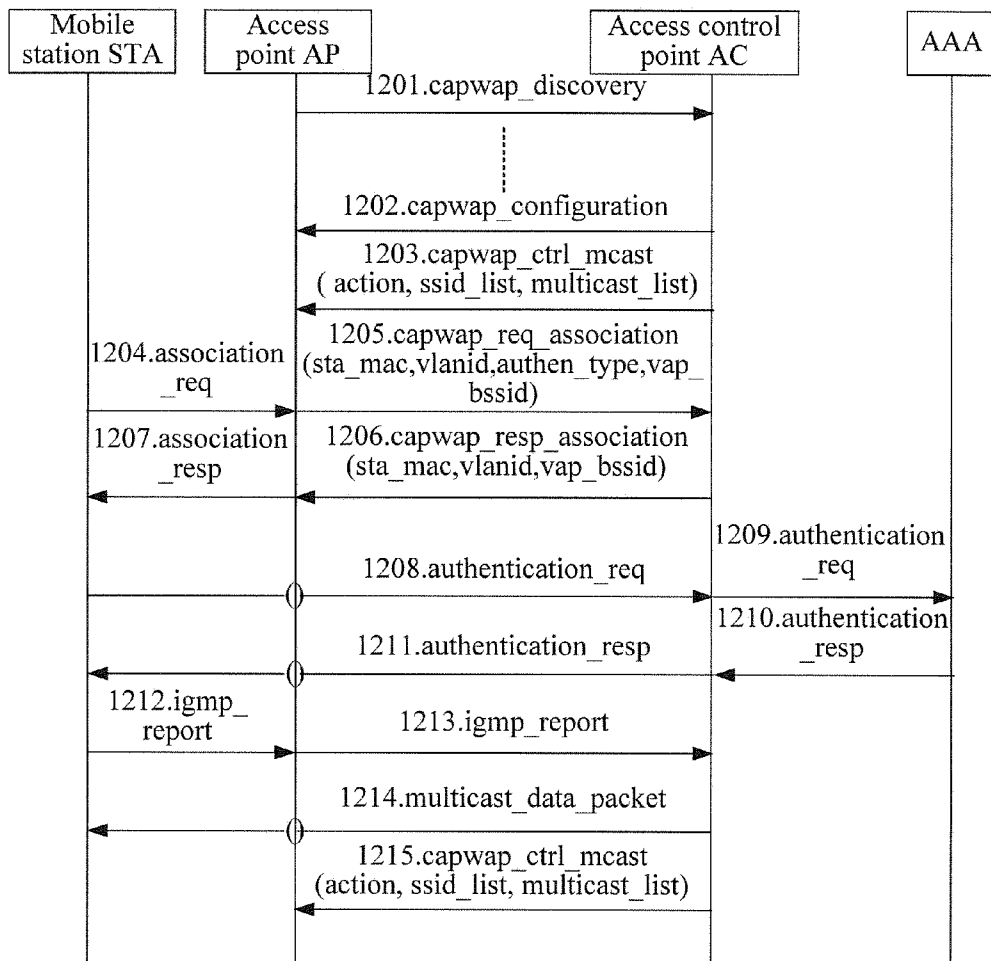 Mobile
station STA
Access
point AP
Access control
point AC
AAA
1201.capwap_discovery
1202.capwap_configuration
1203.capwap_ctrl_mcast
( action, ssid_list, multicast_list)
1204.association
_req
1205.capwap_req_association
(sta_mac,vlanid,authen_type,vap_
bssid)
1207.association
_resp
1206.capwap_resp_association
(sta_mac,vlanid,vap_bssid)
1208.authentication_req
1209.authentication
_req
1210.authentication
_resp
1211.authentication_resp
1212.igmp_
report
1213.igmp_report
1214.multicast_data_packet
1215.capwap_ctrl_mcast
(action, ssid_list, multicast_list)